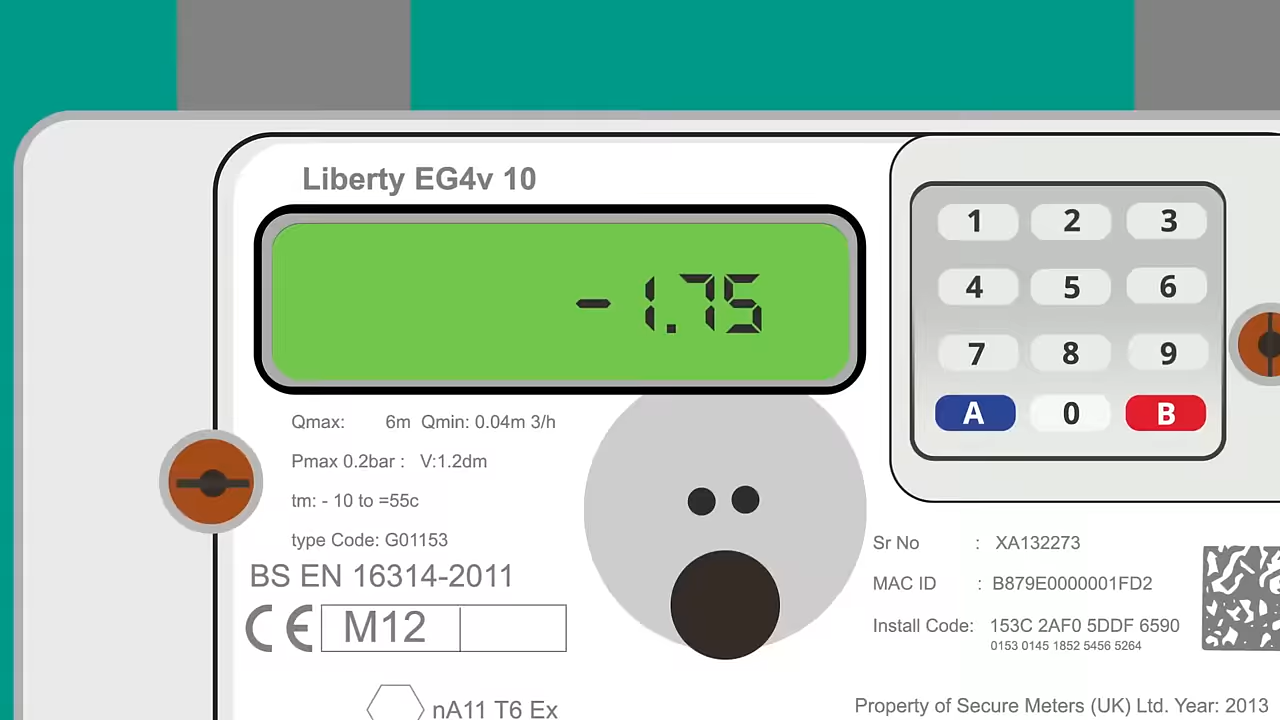 Liberty EG4v 10
-1.75
1 2 3
4 5 6
7 8 9
A 0 B
Qmax: 6m Qmin: 0.04m 3/h
Pmax 0.2bar : V:1.2dm
tm: - 10 to =55c
type Code: G01153
BS EN 16314-2011
CE M12
nA11 T6 Ex
Sr No : XA132273
MAC ID : B879E0000001FD2
Install Code: 153C 2AF0 5DDF 6590
0153 0145 1852 5456 5264
Property of Secure Meters (UK) Ltd. Year: 2013